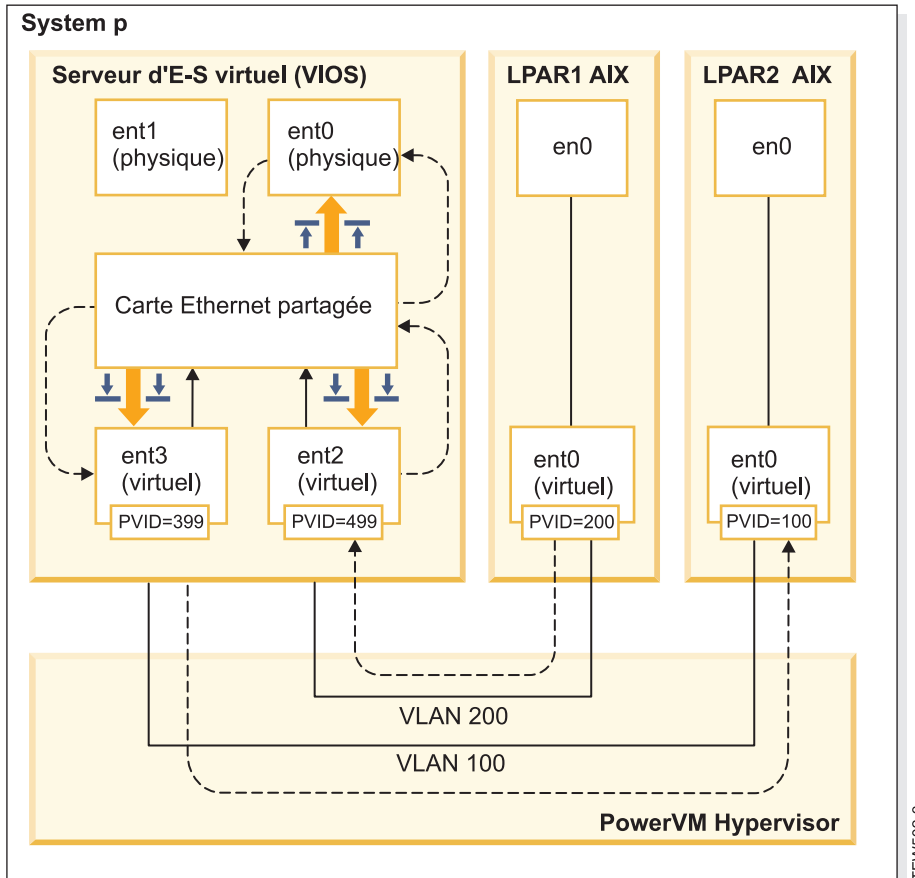 System p
Serveur d'E-S virtuel (VIOS)
LPAR1 AIX
LPAR2 AIX
ent1
(physique)
ent0
(physique)
en0
en0
Carte Ethernet partagée
ent3
(virtuel)
PVID=399
ent2
(virtuel)
PVID=499
ent0
(virtuel)
PVID=200
ent0
(virtuel)
PVID=100
VLAN 200
VLAN 100
PowerVM Hypervisor